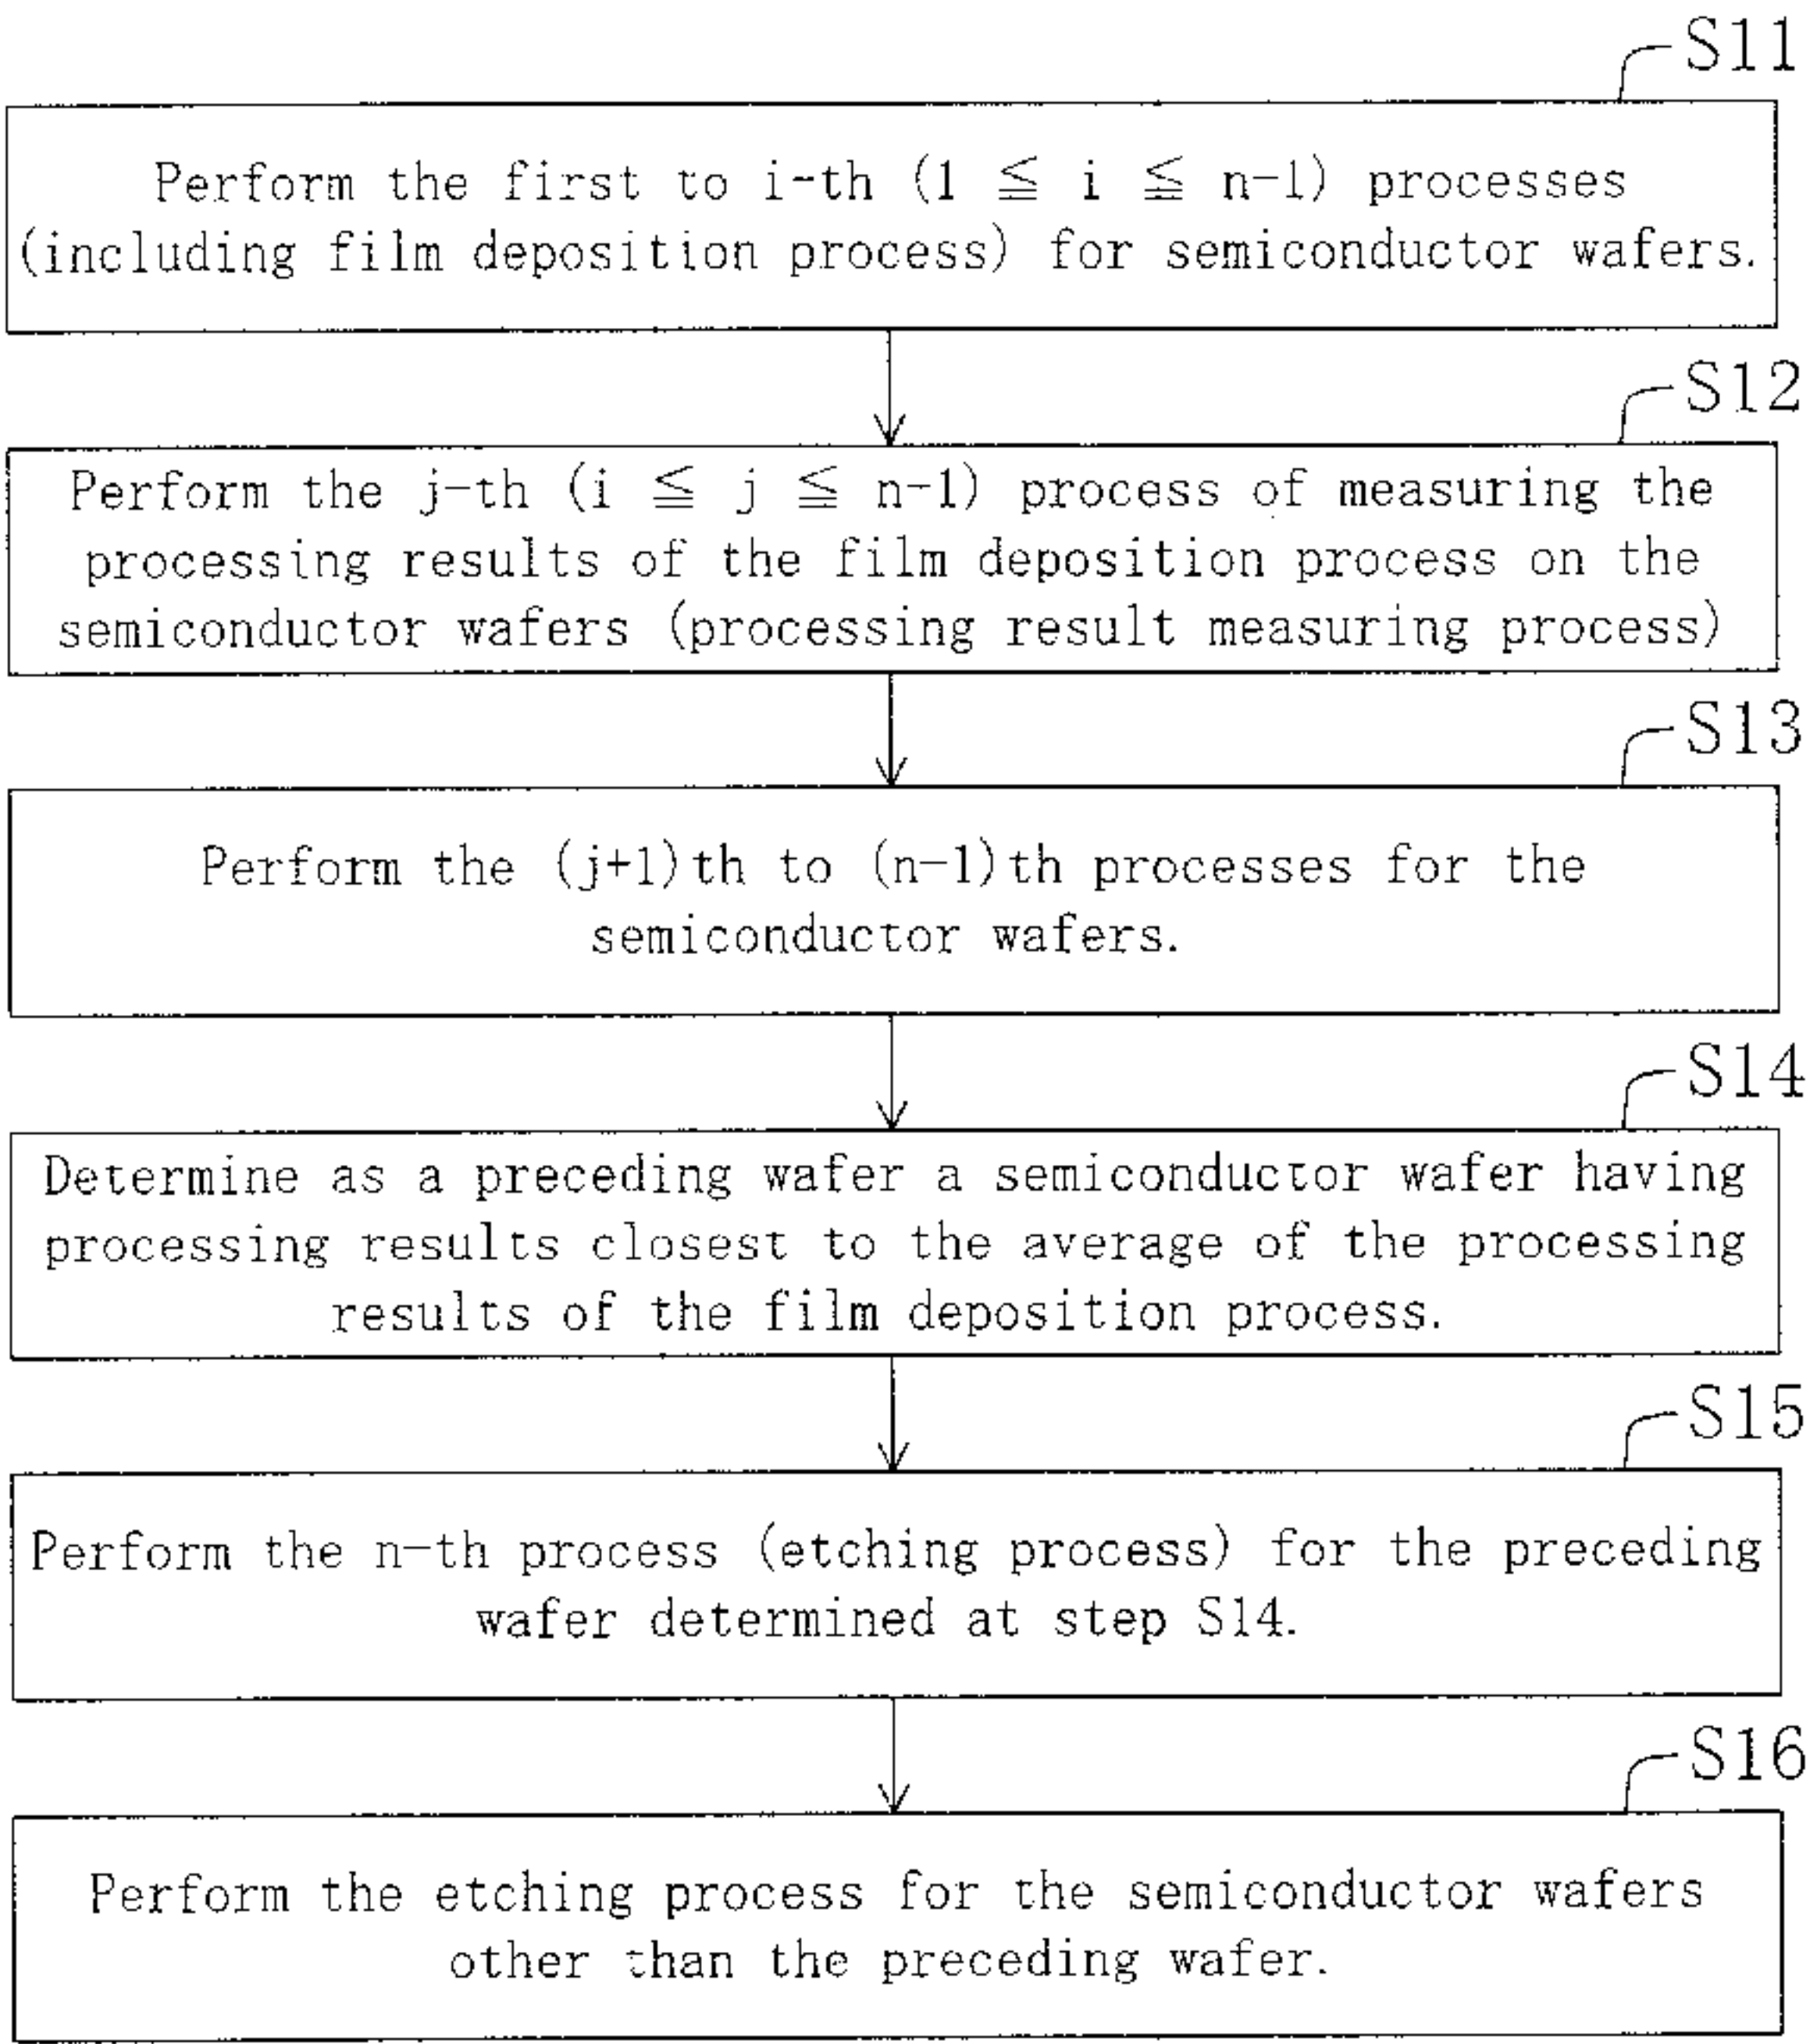 S11
Perform the first to i-th (1 ≦ i ≦ n-1) processes
(including film deposition process) for semiconductor wafers.
S12
Perform the j-th (i ≦ j ≦ n-1) process of measuring the
processing results of the film deposition process on the
semiconductor wafers (processing result measuring process)
S13
Perform the (j+1)th to (n-1)th processes for the
semiconductor wafers.
S14
Determine as a preceding wafer a semiconductor wafer having
processing results closest to the average of the processing
results of the film deposition process.
S15
Perform the n-th process (etching process) for the preceding
wafer determined at step S14.
S16
Perform the etching process for the semiconductor wafers
other than the preceding wafer.